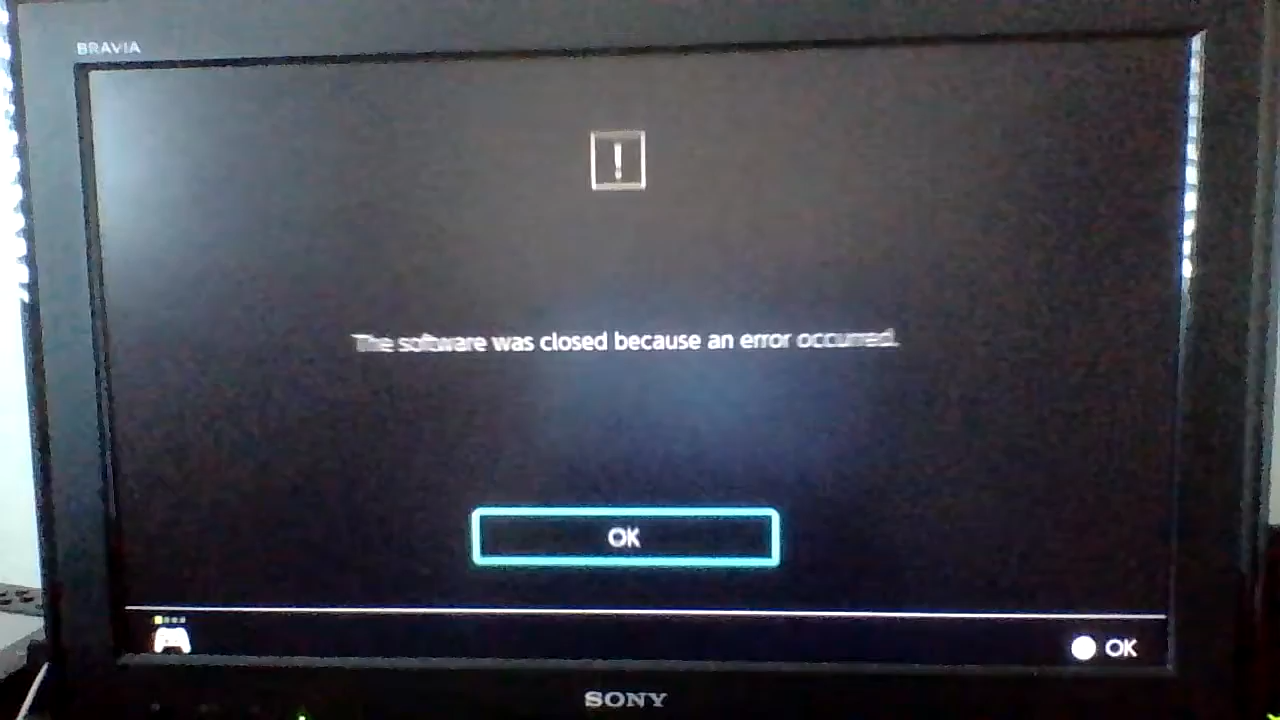 BRAVIA
!
The software was closed because an error occurred.
OK
OK
SONY